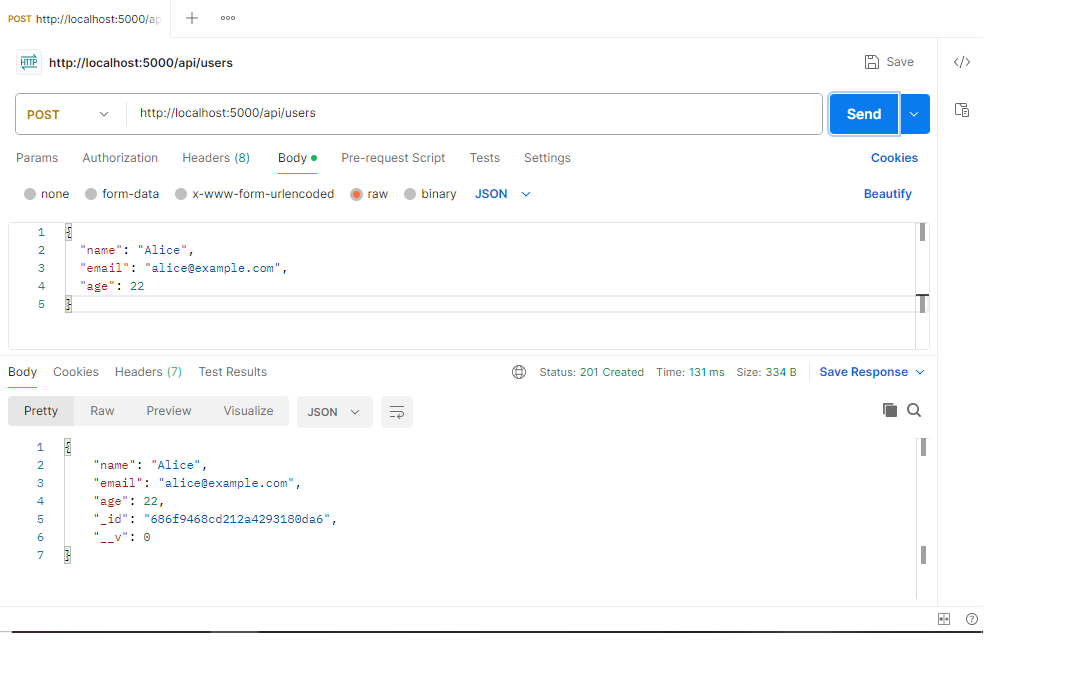 POST http://localhost:5000/ap
HTTP http://localhost:5000/api/users Save </>
POST http://localhost:5000/api/users Send
Params Authorization Headers (8) Body Pre-request Script Tests Settings Cookies
none form-data x-www-form-urlencoded raw binary JSON Beautify
1 {
2 "name": "Alice",
3 "email": "alice@example.com",
4 "age": 22
5 }
Body Cookies Headers (7) Test Results Status: 201 Created Time: 131 ms Size: 334 B Save Response
Pretty Raw Preview Visualize JSON
1 {
2 "name": "Alice",
3 "email": "alice@example.com",
4 "age": 22,
5 "_id": "686f9468cd212a4293180da6",
6 "__v": 0
7 }